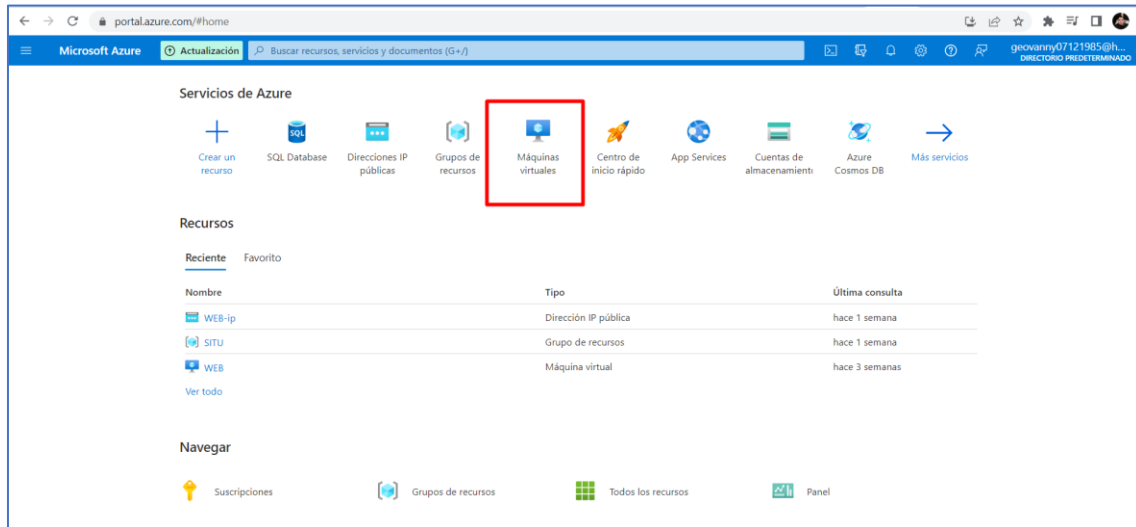 portal.azure.com/#home
Microsoft Azure
Actualización
Buscar recursos, servicios y documentos (G+/)
geovanny07121985@h...
DIRECTORIO PREDETERMINADO
Servicios de Azure
Crear un
recurso
SQL Database
Direcciones IP
públicas
Grupos de
recursos
Máquinas
virtuales
Centro de
inicio rápido
App Services
Cuentas de
almacenamiento
Azure
Cosmos DB
Más servicios
Recursos
Reciente Favorito
Nombre Tipo Última consulta
WEB-ip Dirección IP pública hace 1 semana
SITU Grupo de recursos hace 1 semana
WEB Máquina virtual hace 3 semanas
Ver todo
Navegar
Suscripciones Grupos de recursos Todos los recursos Panel